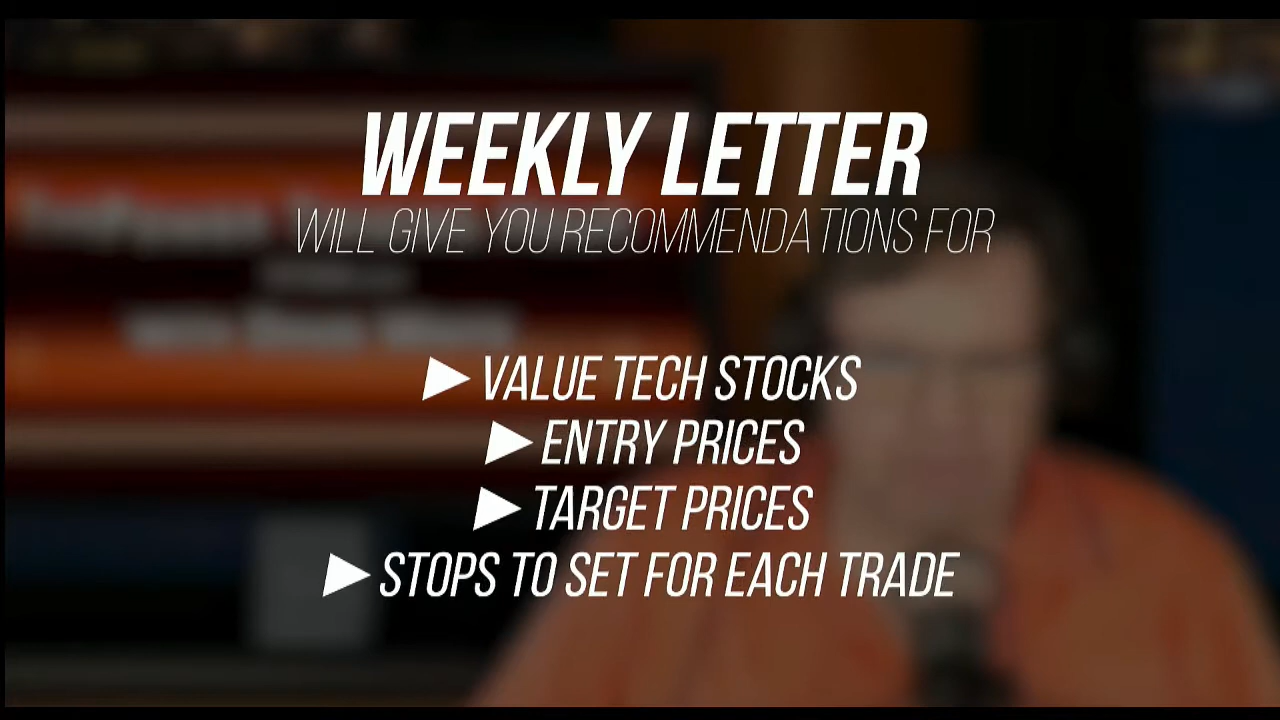 WEEKLY LETTER
WILL GIVE YOU RECOMMENDATIONS FOR
▶ VALUE TECH STOCKS
▶ ENTRY PRICES
▶ TARGET PRICES
▶ STOPS TO SET FOR EACH TRADE